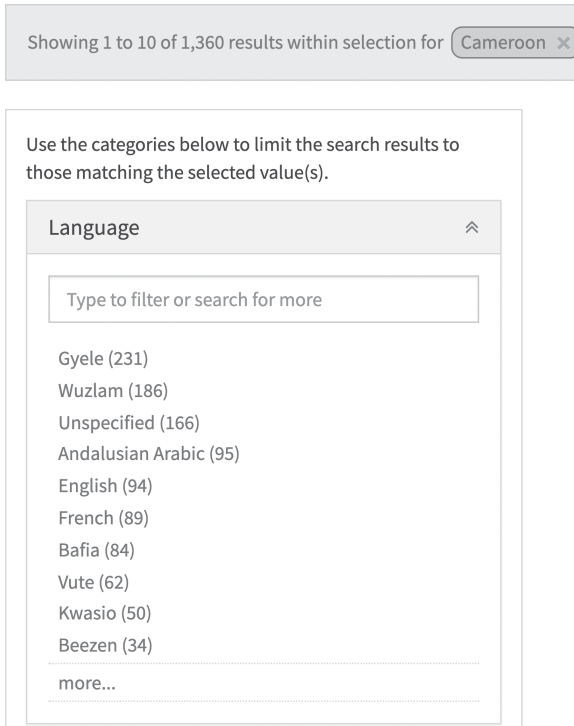 Showing 1 to 10 of 1,360 results within selection for Cameroon ×
Use the categories below to limit the search results to
those matching the selected value(s).
Language
Type to filter or search for more
Gyele (231)
Wuzlam (186)
Unspecified (166)
Andalusian Arabic (95)
English (94)
French (89)
Bafia (84)
Vute (62)
Kwasio (50)
Beezen (34)
more...